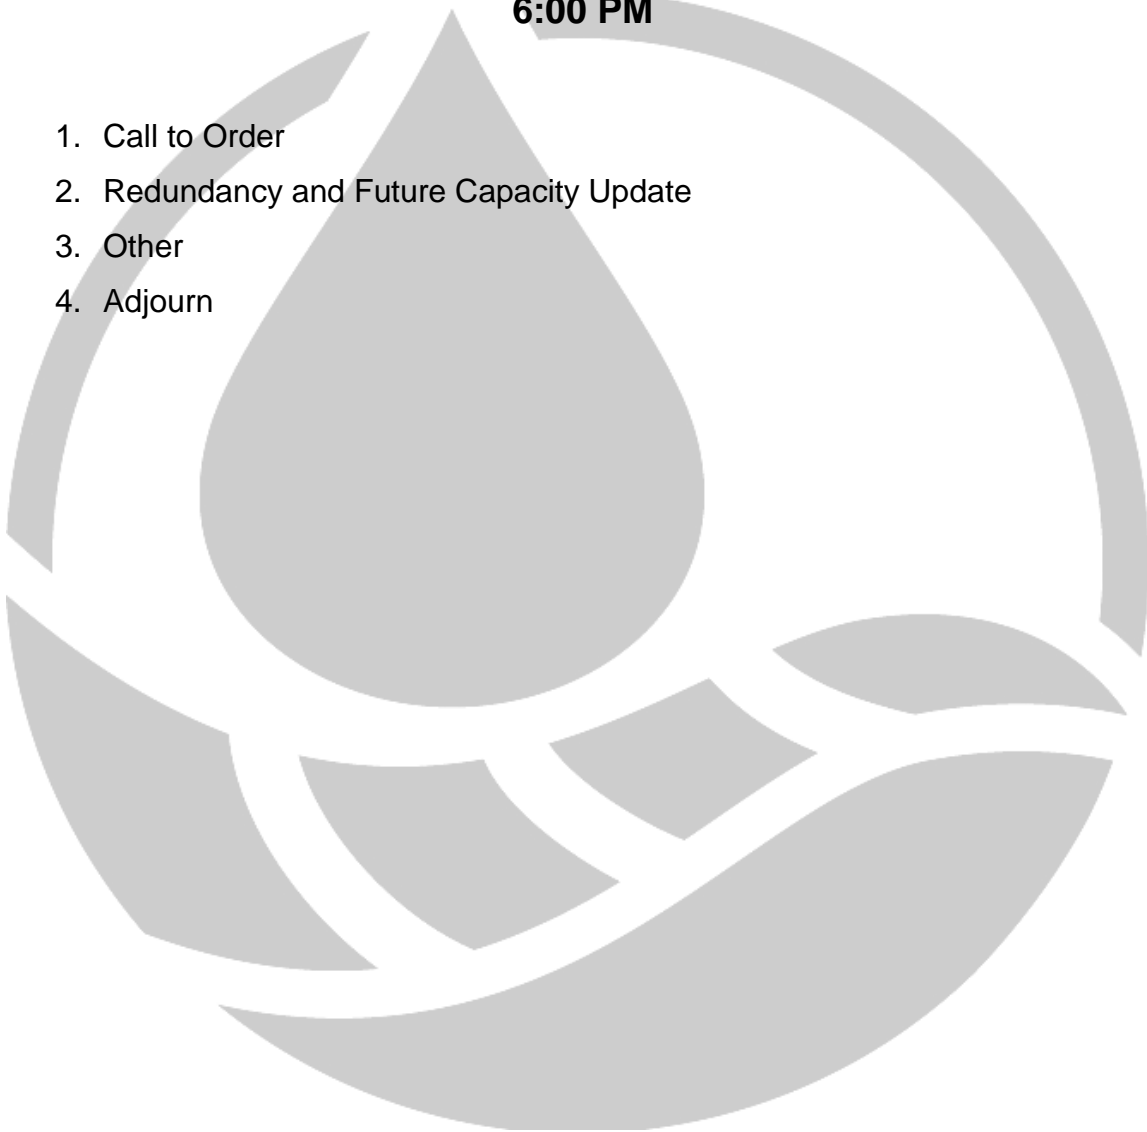 6:00 PM
1. Call to Order
2. Redundancy and Future Capacity Update
3. Other
4. Adjourn